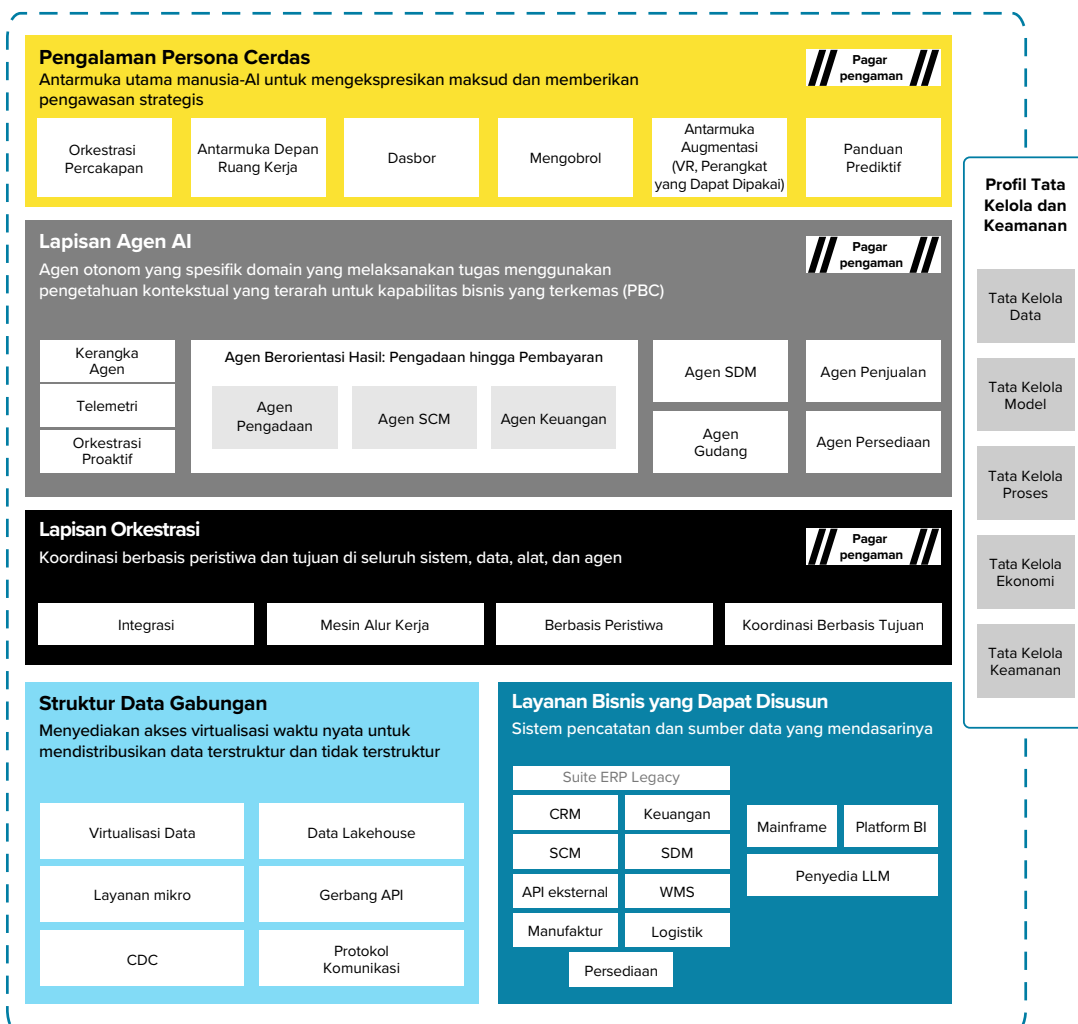 Pengalaman Persona Cerdas
Antarmuka utama manusia-AI untuk mengekspresikan maksud dan memberikan
pengawasan strategis
Pagar
pengaman
Orkestrasi
Percakapan
Antarmuka Depan
Ruang Kerja
Dasbor
Mengobrol
Antarmuka
Augmentasi
(VR, Perangkat
yang Dapat Dipakai)
Panduan
Prediktif
Lapisan Agen AI
Agen otonom yang spesifik domain yang melaksanakan tugas menggunakan
pengetahuan kontekstual yang terarah untuk kapabilitas bisnis yang terkemas (PBC)
Pagar
pengaman
Kerangka
Agen
Telemetri
Orkestrasi
Proaktif
Agen Berorientasi Hasil: Pengadaan hingga Pembayaran
Agen
Pengadaan
Agen SCM
Agen Keuangan
Agen SDM
Agen Penjualan
Agen
Gudang
Agen Persediaan
Lapisan Orkestrasi
Koordinasi berbasis peristiwa dan tujuan di seluruh sistem, data, alat, dan agen
Pagar
pengaman
Integrasi
Mesin Alur Kerja
Berbasis Peristiwa
Koordinasi Berbasis Tujuan
Struktur Data Gabungan
Menyediakan akses virtualisasi waktu nyata untuk
mendistribusikan data terstruktur dan tidak terstruktur
Virtualisasi Data
Data Lakehouse
Layanan mikro
Gerbang API
CDC
Protokol
Komunikasi
Layanan Bisnis yang Dapat Disusun
Sistem pencatatan dan sumber data yang mendasarinya
Suite ERP Legacy
CRM
Keuangan
SCM
SDM
API eksternal
WMS
Manufaktur
Logistik
Persediaan
Mainframe
Platform BI
Penyedia LLM
Profil Tata
Kelola dan
Keamanan
Tata Kelola
Data
Tata Kelola
Model
Tata Kelola
Proses
Tata Kelola
Ekonomi
Tata Kelola
Keamanan